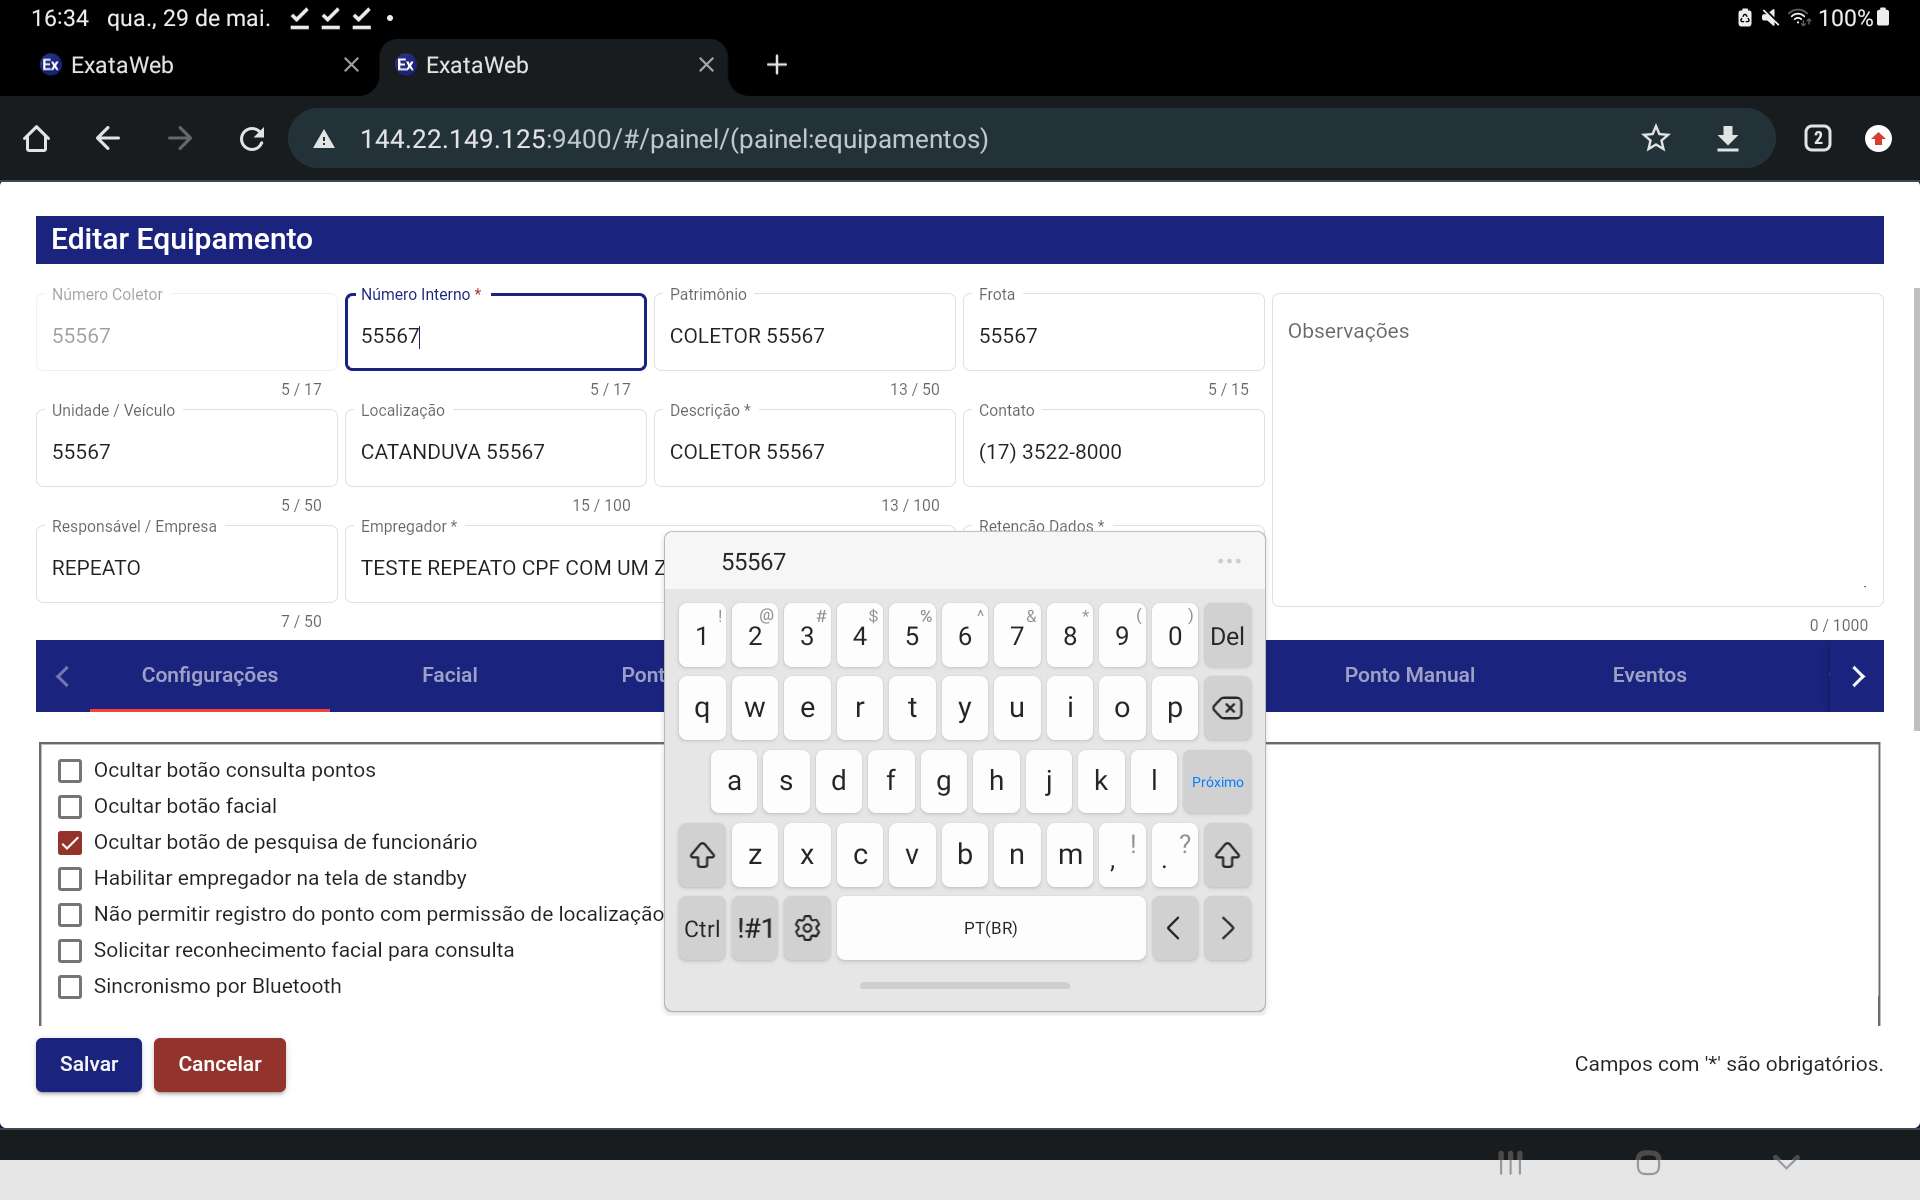 16:34 qua., 29 de mai.
100%
ExataWeb
ExataWeb
144.22.149.125:9400/#/painel/(painel:equipamentos)
2
Editar Equipamento
Número Coletor
55567
5 / 17
Número Interno *
55567
5 / 17
Patrimônio
COLETOR 55567
13 / 50
Frota
55567
5 / 15
Observações
0 / 1000
Unidade / Veículo
55567
5 / 50
Localização
CATANDUVA 55567
15 / 100
Descrição *
COLETOR 55567
13 / 100
Contato
(17) 3522-8000
Responsável / Empresa
REPEATO
7 / 50
Empregador *
TESTE REPEATO CPF COM UM Z
Retenção Dados *
Configurações
Facial
Pont
Ponto Manual
Eventos
Ocultar botão consulta pontos
Ocultar botão facial
Ocultar botão de pesquisa de funcionário
Habilitar empregador na tela de standby
Não permitir registro do ponto com permissão de localização
Solicitar reconhecimento facial para consulta
Sincronismo por Bluetooth
55567
! @ # $ % ^ & * ( )
1 2 3 4 5 6 7 8 9 0 Del
q w e r t y u i o p
a s d f g h j k l Próximo
z x c v b n m , ! . ?
Ctrl !#1 PT(BR)
Salvar
Cancelar
Campos com '*' são obrigatórios.